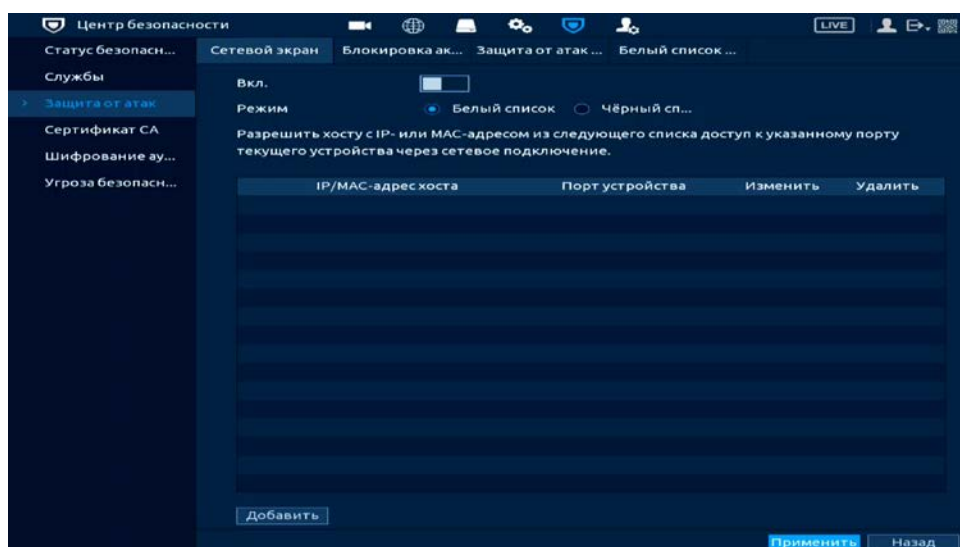 Центр безопасности
LIVE
Статус безопасн...
Службы
Защита от атак
Сертификат CA
Шифрование ау...
Угроза безопасн...
Сетевой экран
Блокировка ак...
Защита от атак ...
Белый список ...
Вкл.
Режим
Белый список
Чёрный сп...
Разрешить хосту с IP- или MAC-адресом из следующего списка доступ к указанному порту
текущего устройства через сетевое подключение.
IP/MAC-адрес хоста
Порт устройства
Изменить
Удалить
Добавить
Применить
Назад